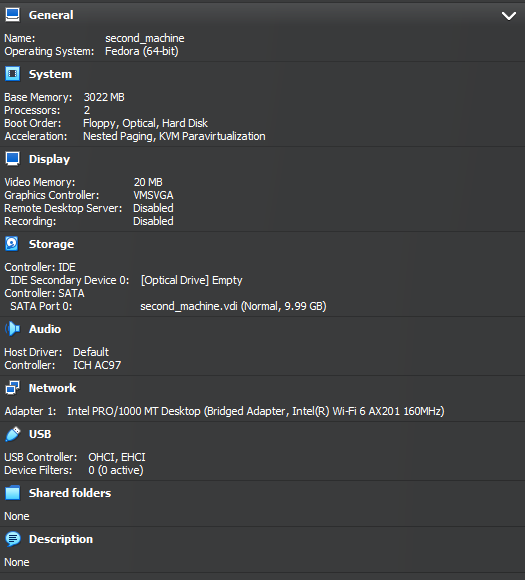 General
Name: second_machine
Operating System: Fedora (64-bit)
System
Base Memory: 3022 MB
Processors: 2
Boot Order: Floppy, Optical, Hard Disk
Acceleration: Nested Paging, KVM Paravirtualization
Display
Video Memory: 20 MB
Graphics Controller: VMSVGA
Remote Desktop Server: Disabled
Recording: Disabled
Storage
Controller: IDE
IDE Secondary Device 0: [Optical Drive] Empty
Controller: SATA
SATA Port 0: second_machine.vdi (Normal, 9.99 GB)
Audio
Host Driver: Default
Controller: ICH AC97
Network
Adapter 1: Intel PRO/1000 MT Desktop (Bridged Adapter, Intel(R) Wi-Fi 6 AX201 160MHz)
USB
USB Controller: OHCI, EHCI
Device Filters: 0 (0 active)
Shared folders
None
Description
None